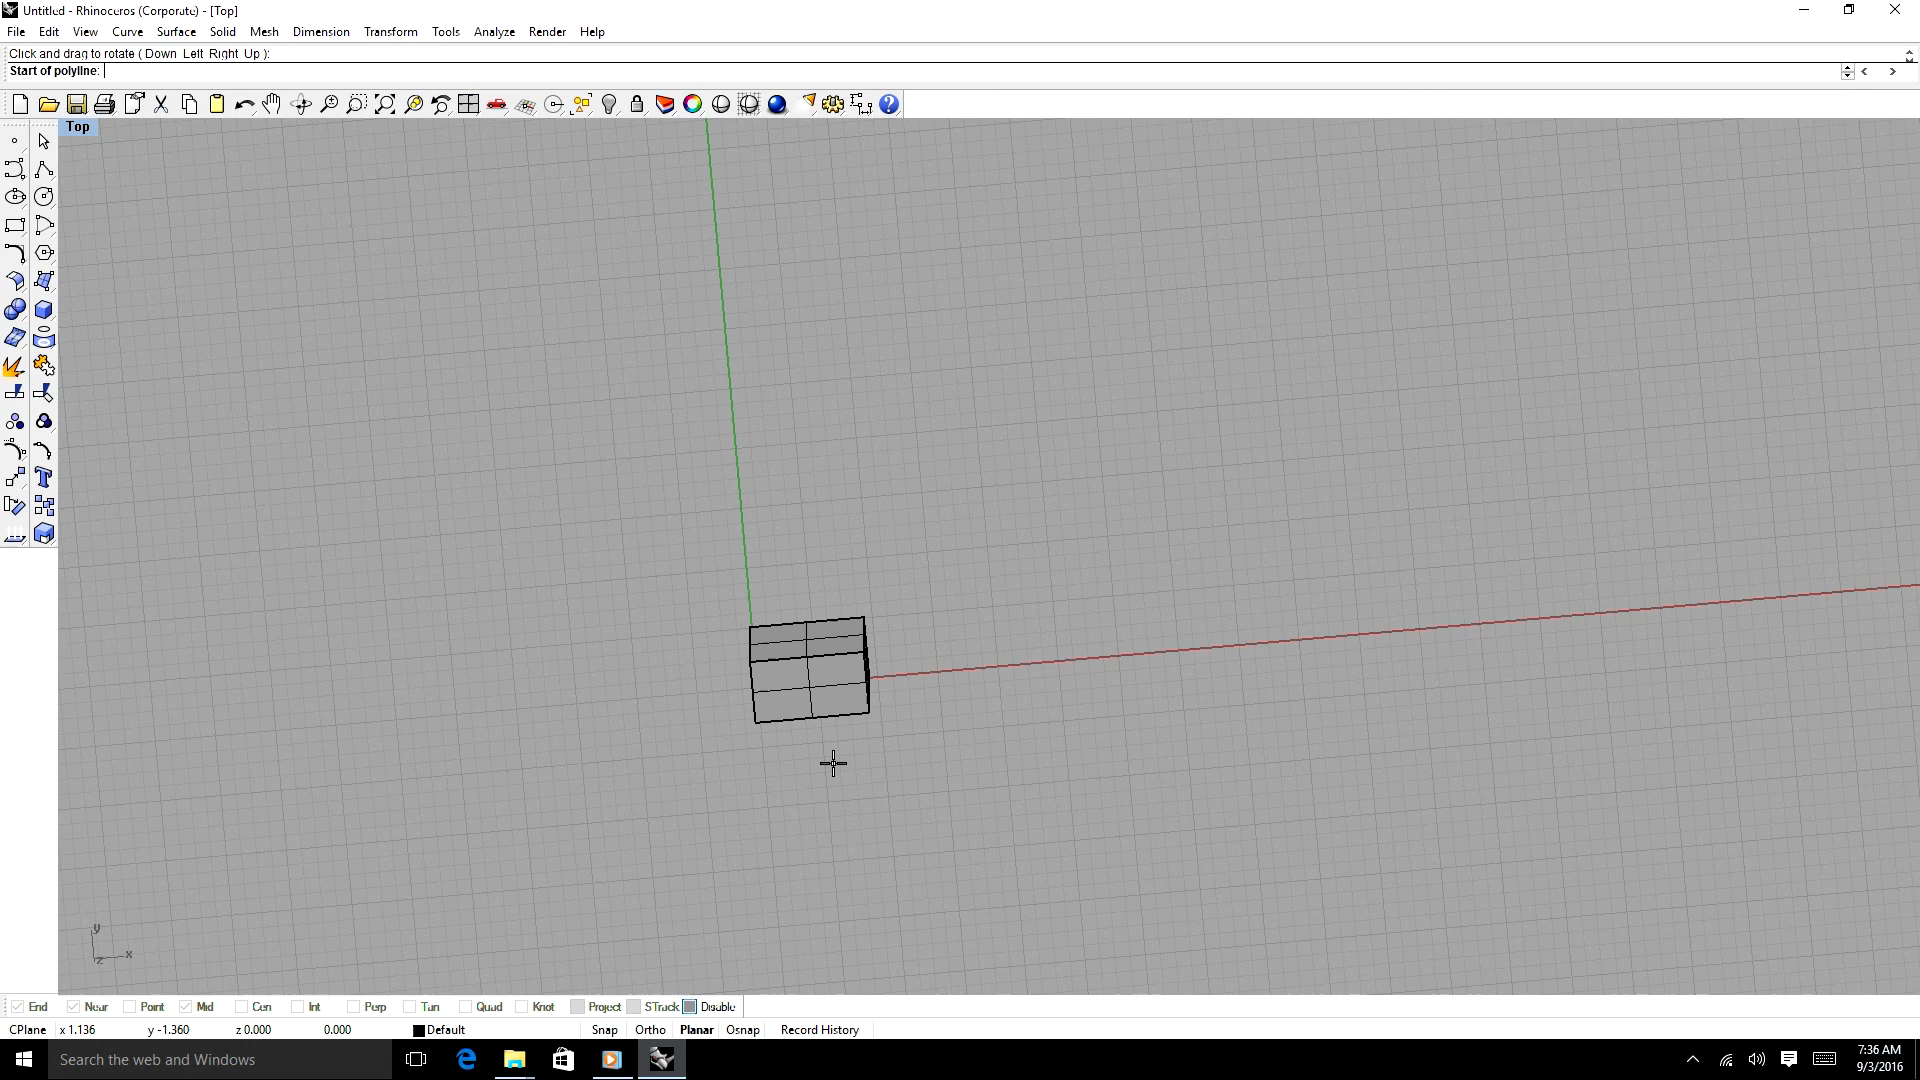 Untitled - Rhinoceros (Corporate) - [Top]
File Edit View Curve Surface Solid Mesh Dimension Transform Tools Analyze Render Help
Click and drag to rotate ( Down Left Right Up ):
Start of polyline:
Top
y
z x
End Near Point Mid Cen Int Perp Tan Quad Knot Project STrack Disable
CPlane x 1.136 y -1.360 z 0.000 0.000 Default Snap Ortho Planar Osnap Record History
Search the web and Windows
7:36 AM
9/3/2016